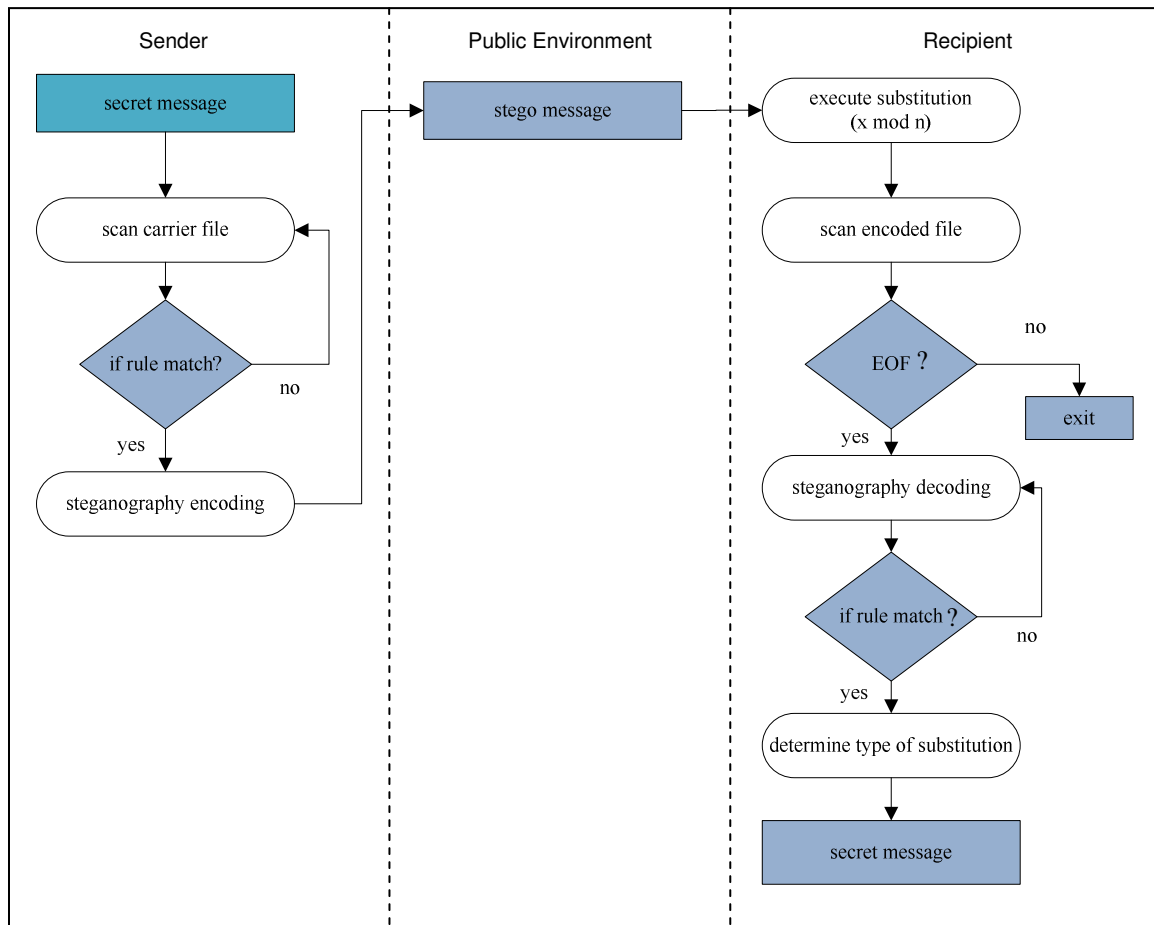 Sender
secret message
scan carrier file
if rule match?
no
yes
steganography encoding
Public Environment
stego message
Recipient
execute substitution
(x mod n)
scan encoded file
EOF ?
no
exit
yes
steganography decoding
if rule match ?
no
yes
determine type of substitution
secret message